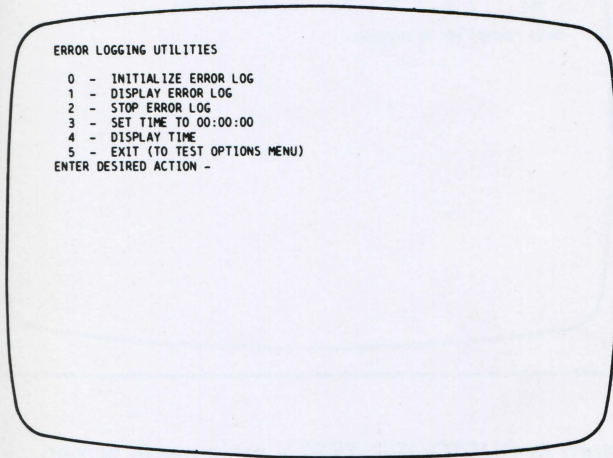 ERROR LOGGING UTILITIES
0 - INITIALIZE ERROR LOG
1 - DISPLAY ERROR LOG
2 - STOP ERROR LOG
3 - SET TIME TO 00:00:00
4 - DISPLAY TIME
5 - EXIT (TO TEST OPTIONS MENU)
ENTER DESIRED ACTION -